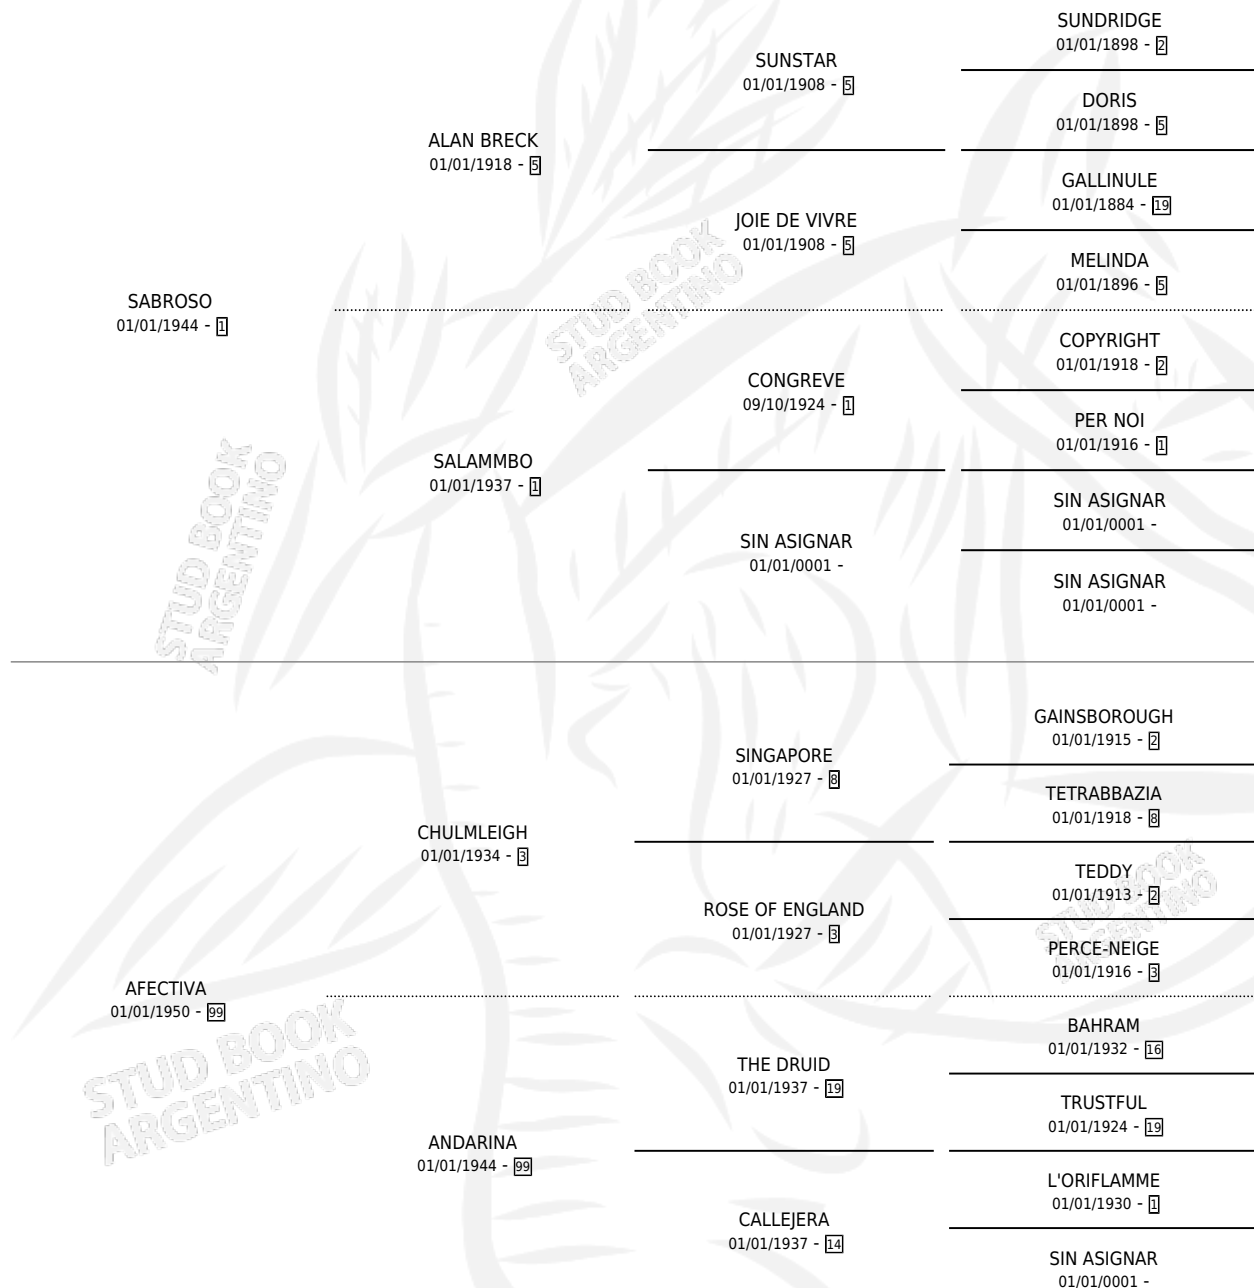 SUNDRIDGE
01/01/1898 - 2
SUNSTAR
01/01/1908 - 5
DORIS
01/01/1898 - 5
ALAN BRECK
01/01/1918 - 5
GALLINULE
01/01/1884 - 19
JOIE DE VIVRE
01/01/1908 - 5
MELINDA
01/01/1896 - 5
SABROSO
01/01/1944 - 1
COPYRIGHT
01/01/1918 - 2
CONGREVE
09/10/1924 - 1
PER NOI
01/01/1916 - 1
SALAMMBO
01/01/1937 - 1
SIN ASIGNAR
01/01/0001 -
SIN ASIGNAR
01/01/0001 -
SIN ASIGNAR
01/01/0001 -
GAINSBOROUGH
01/01/1915 - 2
SINGAPORE
01/01/1927 - 8
TETRABBAZIA
01/01/1918 - 8
CHULMLEIGH
01/01/1934 - 3
TEDDY
01/01/1913 - 2
ROSE OF ENGLAND
01/01/1927 - 3
PERCE-NEIGE
01/01/1916 - 3
AFECTIVA
01/01/1950 - 99
BAHRAM
01/01/1932 - 16
THE DRUID
01/01/1937 - 19
TRUSTFUL
01/01/1924 - 19
ANDARINA
01/01/1944 - 99
L'ORIFLAMME
01/01/1930 - 1
CALLEJERA
01/01/1937 - 14
SIN ASIGNAR
01/01/0001 -
STUD BOOK
ARGENTINO
STUD BOOK
ARGENTINO
STUD BOOK
ARGENTINO
STUD BOOK
ARGENTINO